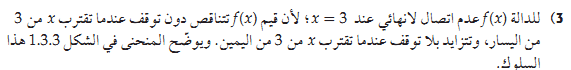 (3 للدالة f(x) عدم اتصال لانهائي عند x = 3 ؛ لأن قيم f(x) تتناقص دون توقف عندما تقترب x من 3
من اليسار، وتتزايد بلا توقف عندما تقترب x من 3 من اليمين. ويوضّح المنحنى في الشكل 1.3.3 هذا
السلوك.